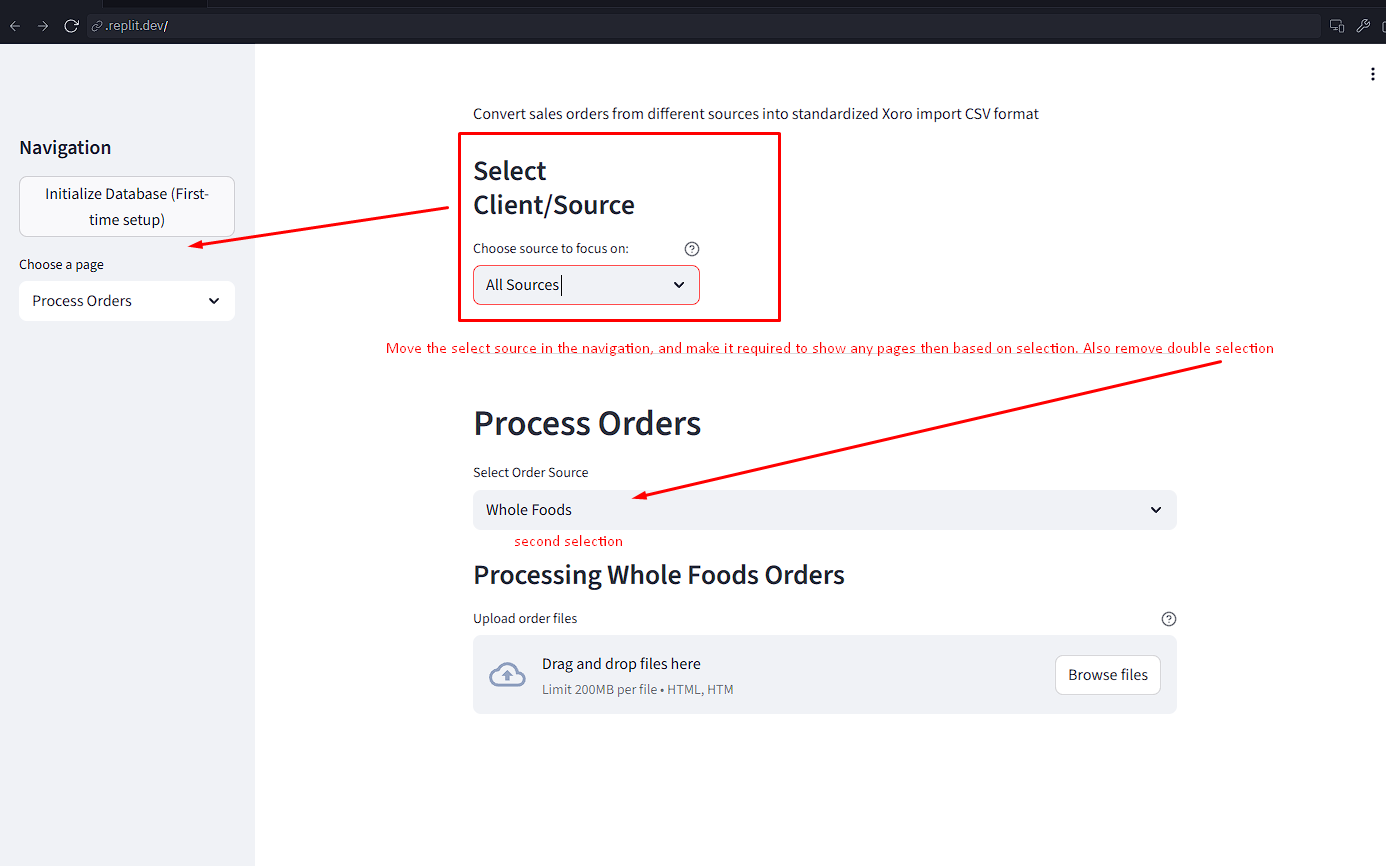 .replit.dev/
Convert sales orders from different sources into standardized Xoro import CSV format
Navigation
Initialize Database (First-
time setup)
Choose a page
Process Orders
Select
Client/Source
Choose source to focus on:
All Sources
Move the select source in the navigation, and make it required to show any pages then based on selection. Also remove double selection
Process Orders
Select Order Source
Whole Foods
second selection
Processing Whole Foods Orders
Upload order files
Drag and drop files here
Limit 200MB per file • HTML, HTM
Browse files